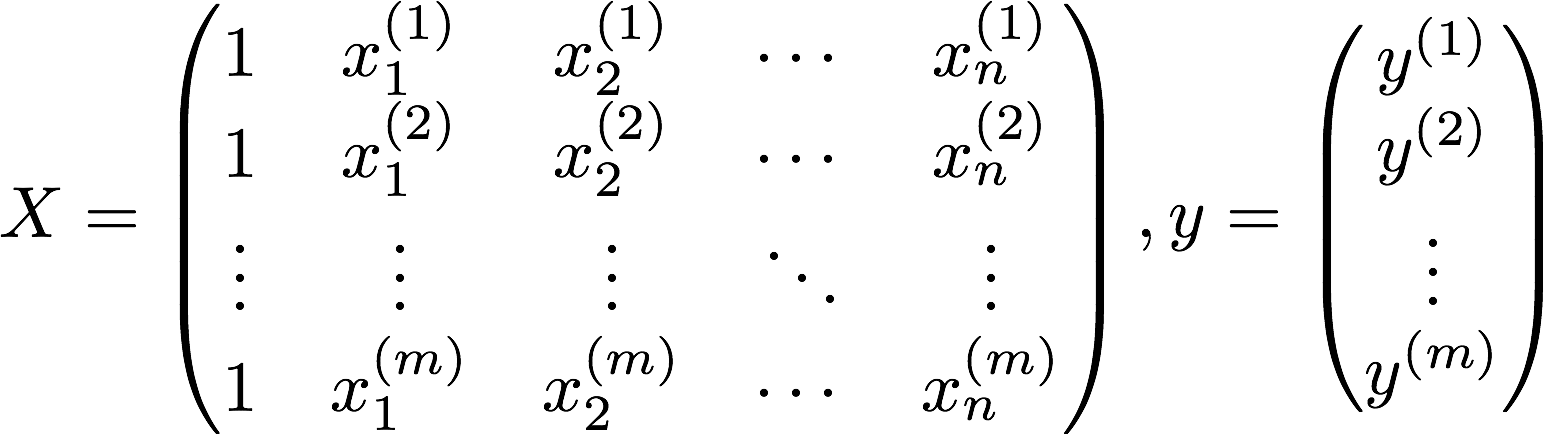 X = \begin{pmatrix} 1 & x_1^{(1)} & x_2^{(1)} & \cdots & x_n^{(1)} \\ 1 & x_1^{(2)} & x_2^{(2)} & \cdots & x_n^{(2)} \\ \vdots & \vdots & \vdots & \ddots & \vdots \\ 1 & x_1^{(m)} & x_2^{(m)} & \cdots & x_n^{(m)} \end{pmatrix}, y = \begin{pmatrix} y^{(1)} \\ y^{(2)} \\ \vdots \\ y^{(m)} \end{pmatrix}